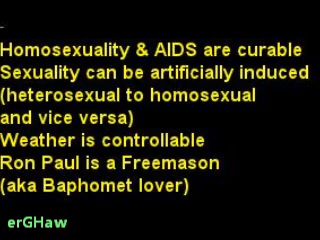 Homosexuality & AIDS are curable
Sexuality can be artificially induced
(heterosexual to homosexual
and vice versa)
Weather is controllable
Ron Paul is a Freemason
(aka Baphomet lover)
erGHaw